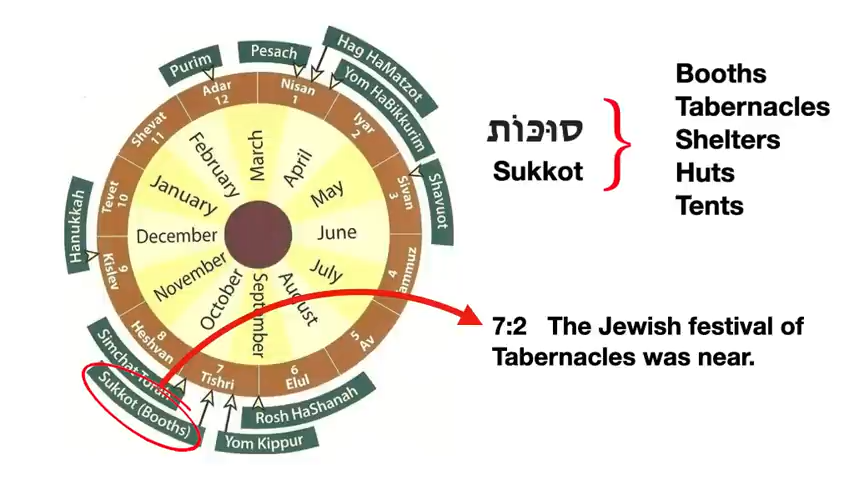 Purim
Pesach
Hag HaMatzot
Yom HaBikkurim
Shavuot
Hanukkah
Simchat Torah
Sukkot (Booths)
Yom Kippur
Rosh HaShanah
Nisan
1
Iyar
2
Sivan
3
Tammuz
4
Av
5
Elul
6
Tishri
7
Heshvan
8
Kislev
9
Tevet
10
Shevat
11
Adar
12
March
April
May
June
July
August
September
October
November
December
January
February
סוּכּוֹת
Sukkot
Booths
Tabernacles
Shelters
Huts
Tents
7:2 The Jewish festival of
Tabernacles was near.